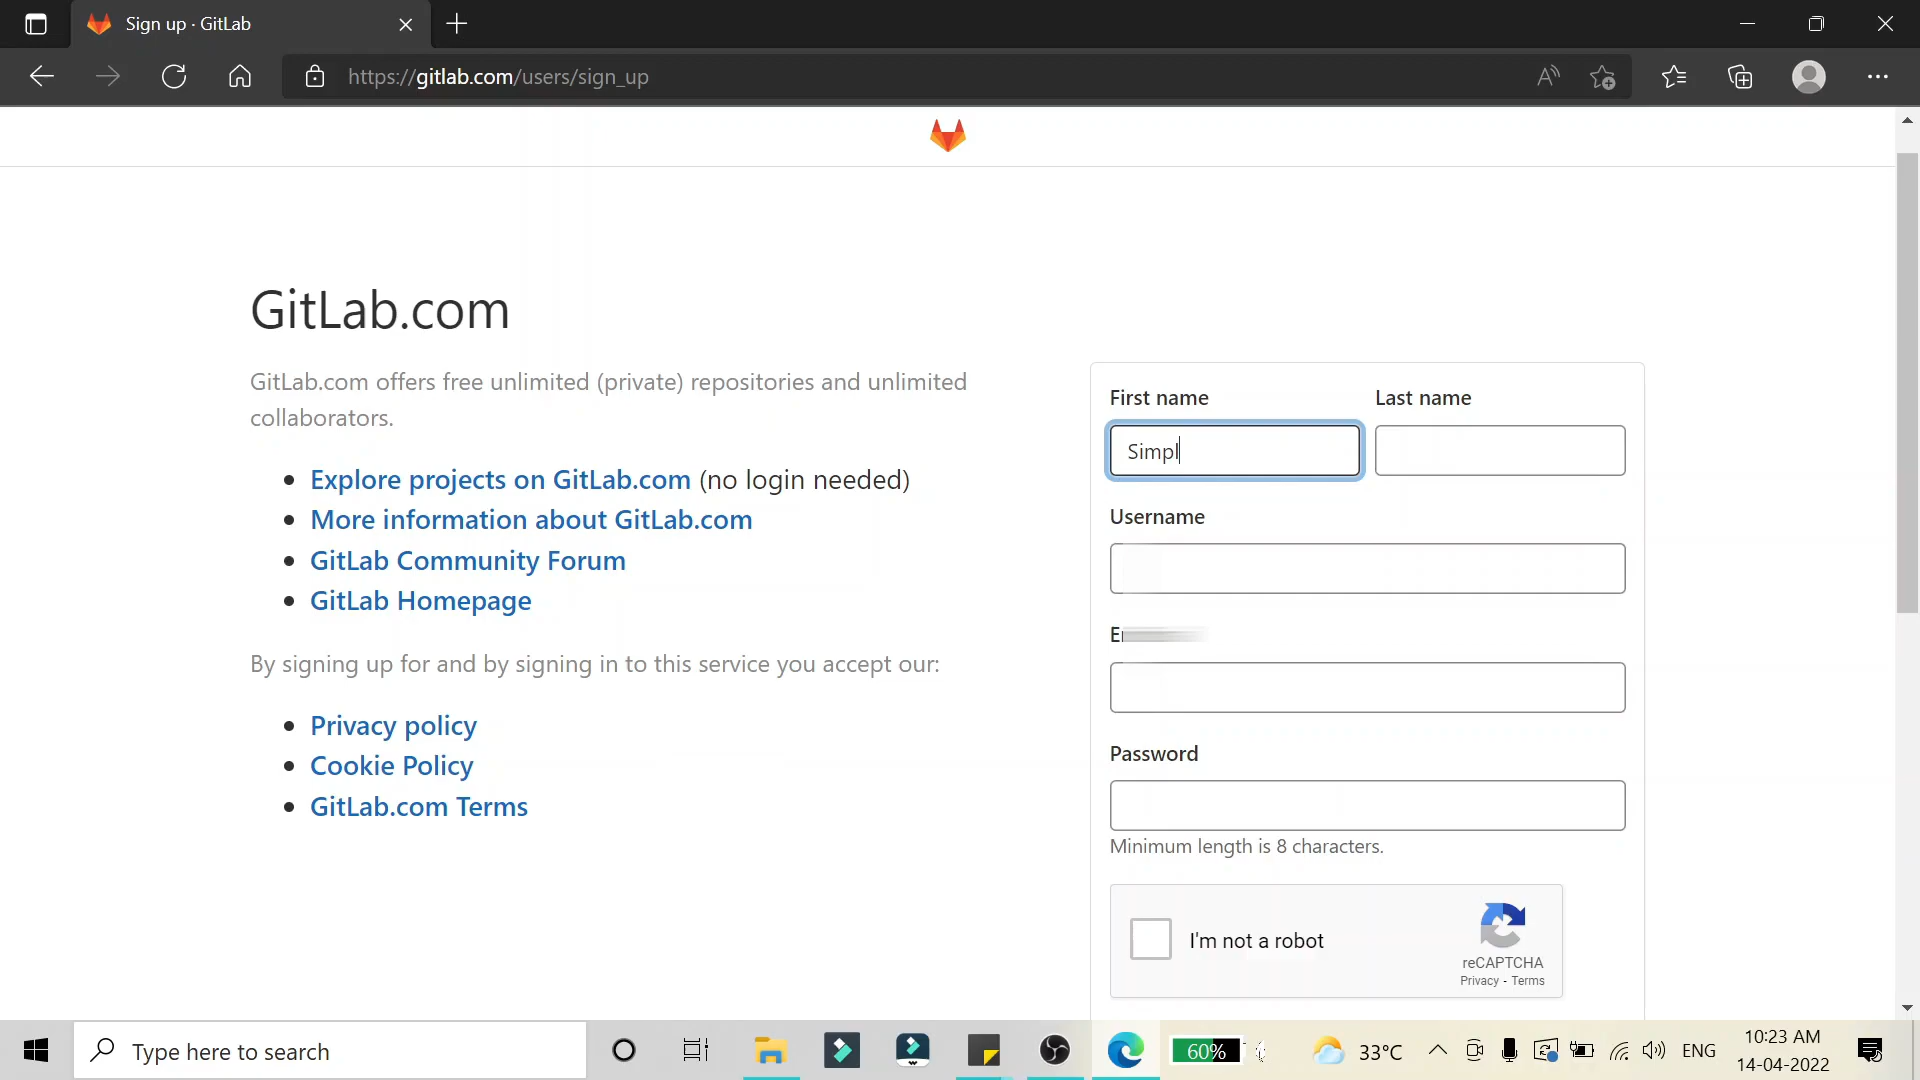 Sign up · GitLab
https://gitlab.com/users/sign_up
GitLab.com
GitLab.com offers free unlimited (private) repositories and unlimited
collaborators.
Explore projects on GitLab.com (no login needed)
More information about GitLab.com
GitLab Community Forum
GitLab Homepage
By signing up for and by signing in to this service you accept our:
Privacy policy
Cookie Policy
GitLab.com Terms
First name Last name
Simpl
Username
Password
Minimum length is 8 characters.
I'm not a robot
reCAPTCHA
Privacy - Terms
Type here to search
60%
33°C
ENG
10:23 AM
14-04-2022